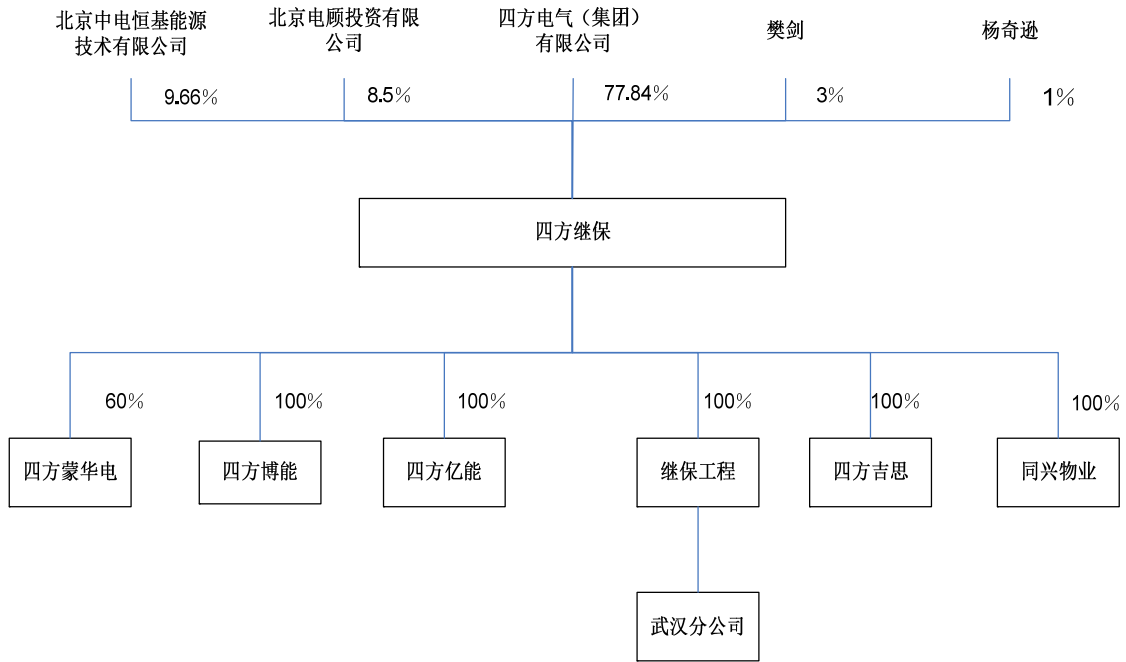 北京中电恒基能源
技术有限公司
北京电顾投资有限
公司
四方电气（集团）
有限公司
樊剑
杨奇逊
9.66%
8.5%
77.84%
3%
1%
四方继保
60%
100%
100%
100%
100%
100%
四方蒙华电
四方博能
四方亿能
继保工程
四方吉思
同兴物业
武汉分公司